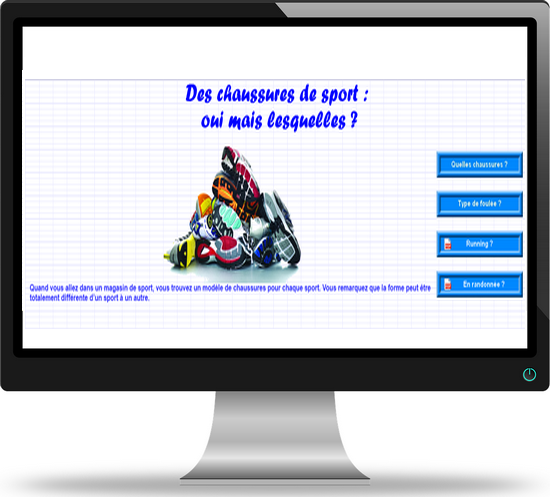 Des chaussures de sport :
oui mais lesquelles ?
Quelles chaussures ?
Type de foulée ?
Running ?
En randonnée ?
Quand vous allez dans un magasin de sport, vous trouvez un modèle de chaussures pour chaque sport. Vous remarquez que la forme peut être
totalement différente d'un sport à un autre.